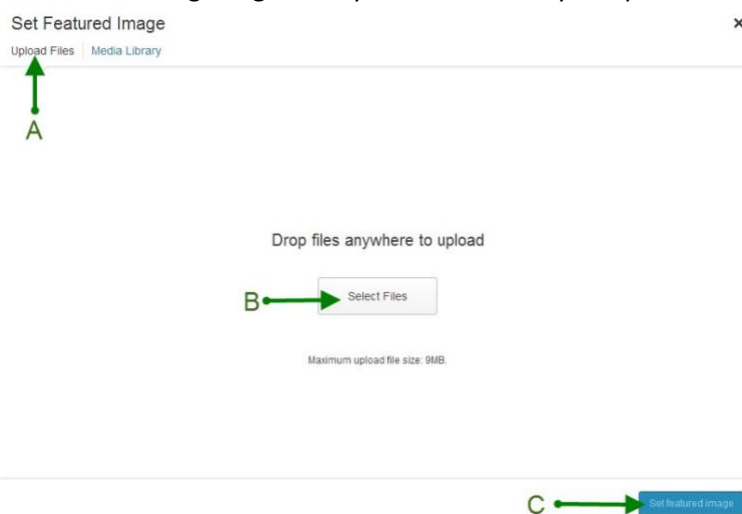 Set Featured Image
×
Upload Files Media Library
A
Drop files anywhere to upload
B Select Files
Maximum upload file size: 9MB.
C Set featured image